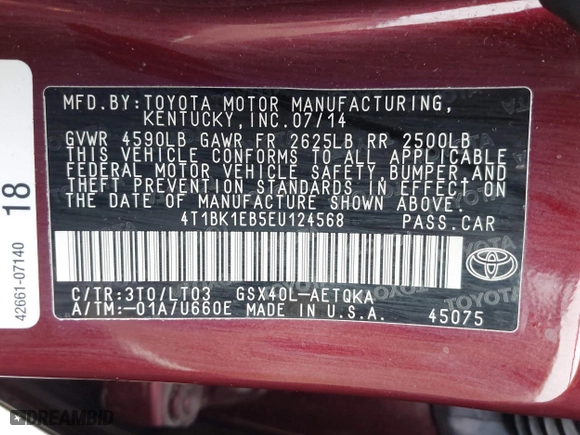 MFD.BY:TOYOTA MOTOR MANUFACTURING,
KENTUCKY, INC.07/14
GVWR 4590LB GAWR FR 2625LB RR 2500LB
THIS VEHICLE CONFORMS TO ALL APPLICABLE
FEDERAL MOTOR VEHICLE SAFETY, BUMPER, AND
THEFT PREVENTION STANDARDS IN EFFECT ON
THE DATE OF MANUFACTURE SHOWN ABOVE.
4T1BK1EB5EU124568 PASS.CAR
C/TR:3T0/LT03 GSX40L-AETQKA
A/TM:-01A/U660E MADE IN U.S.A. 45075
TOYOTA
18
42661-07140
DREAMBID